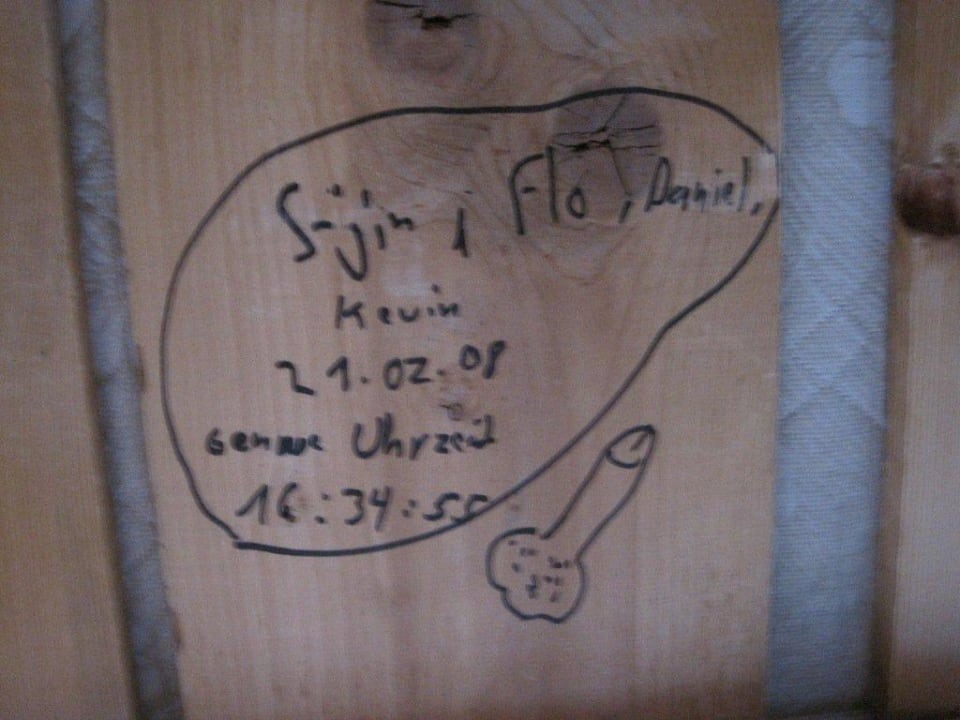 Flo, Daniel,
Kevin
21.02.08
genaue Uhrzeit
16:34:55